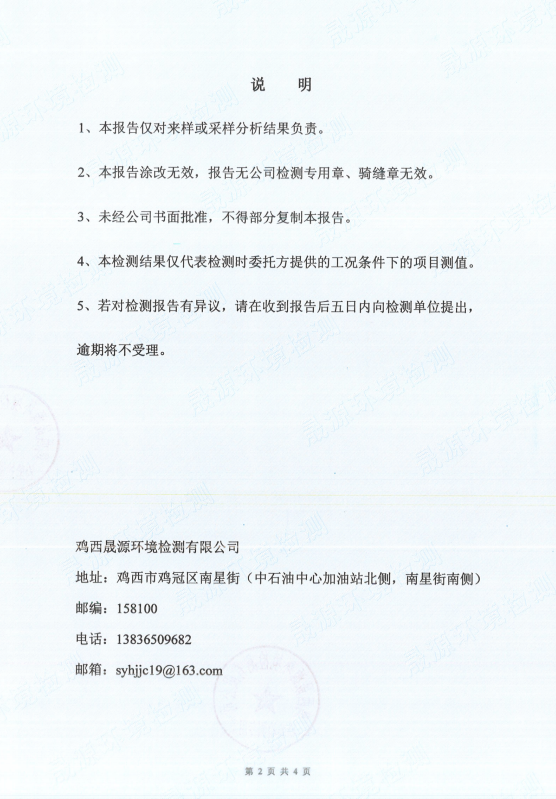 说 明
1、本报告仅对来样或采样分析结果负责。
2、本报告涂改无效，报告无公司检测专用章、骑缝章无效。
3、未经公司书面批准，不得部分复制本报告。
4、本检测结果仅代表检测时委托方提供的工况条件下的项目测值。
5、若对检测报告有异议，请在收到报告后五日内向检测单位提出，
逾期将不受理。
鸡西晟源环境检测有限公司
地址：鸡西市鸡冠区南星街（中石油中心加油站北侧，南星街南侧）
邮编：158100
电话：13836509682
邮箱：syhjjc19@163.com
第 2 页 共 4 页